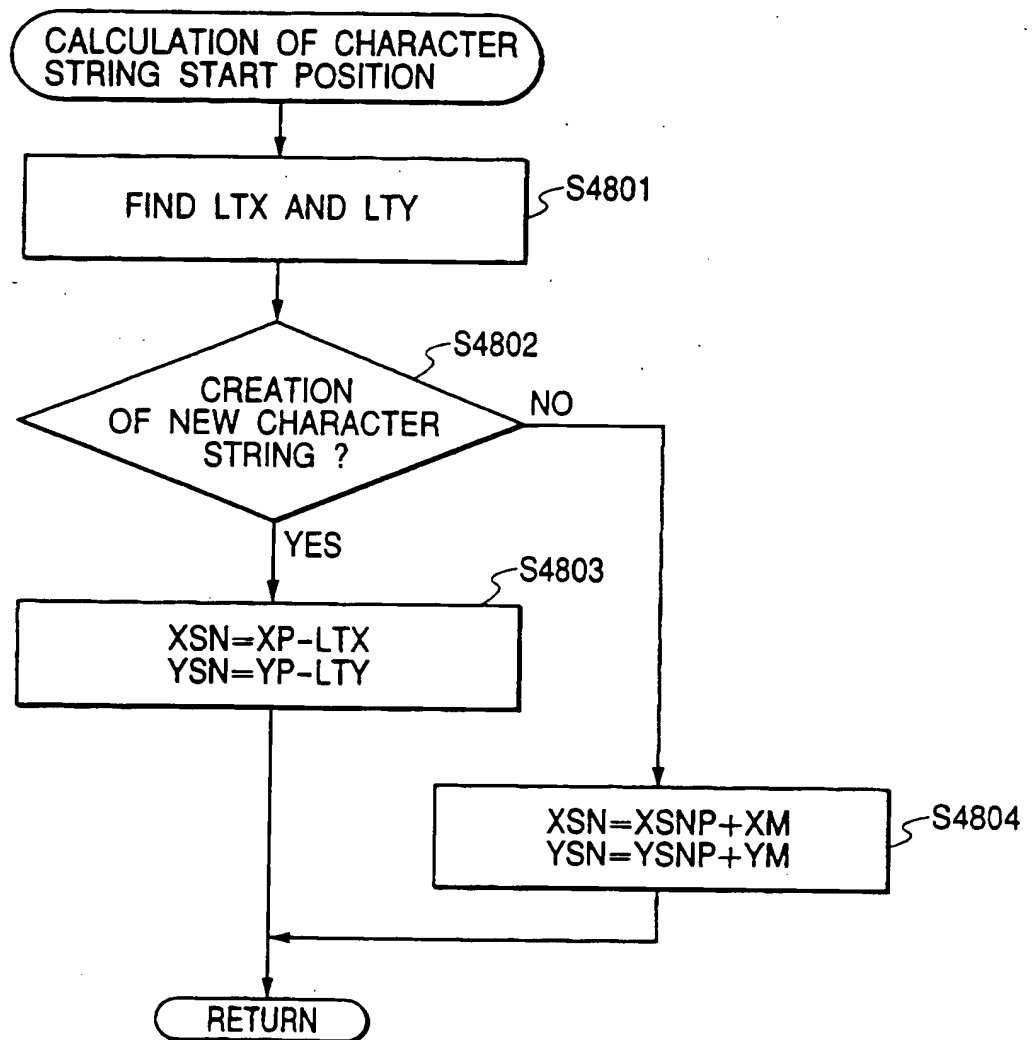 CALCULATION OF CHARACTER
STRING START POSITION
FIND LTX AND LTY
S4801
S4802
CREATION
OF NEW CHARACTER
STRING ?
NO
YES
S4803
XSN=XP-LTX
YSN=YP-LTY
XSN=XSNP+XM
YSN=YSNP+YM
S4804
RETURN